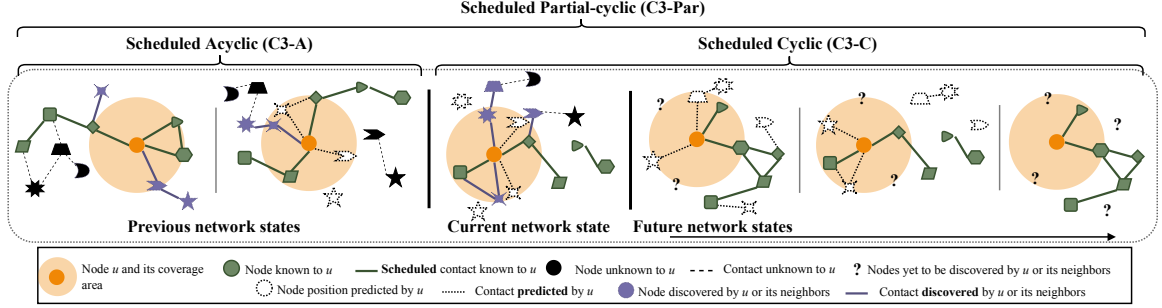 Scheduled Partial-cyclic (C3-Par)
Scheduled Acyclic (C3-A)
Scheduled Cyclic (C3-C)
? ? ? ? ? ? ? ? ?
Previous network states
Current network state
Future network states
Node u and its coverage area
Node known to u
Scheduled contact known to u
Node unknown to u
Contact unknown to u
? Nodes yet to be discovered by u or its neighbors
Node position predicted by u
Contact predicted by u
Node discovered by u or its neighbors
Contact discovered by u or its neighbors